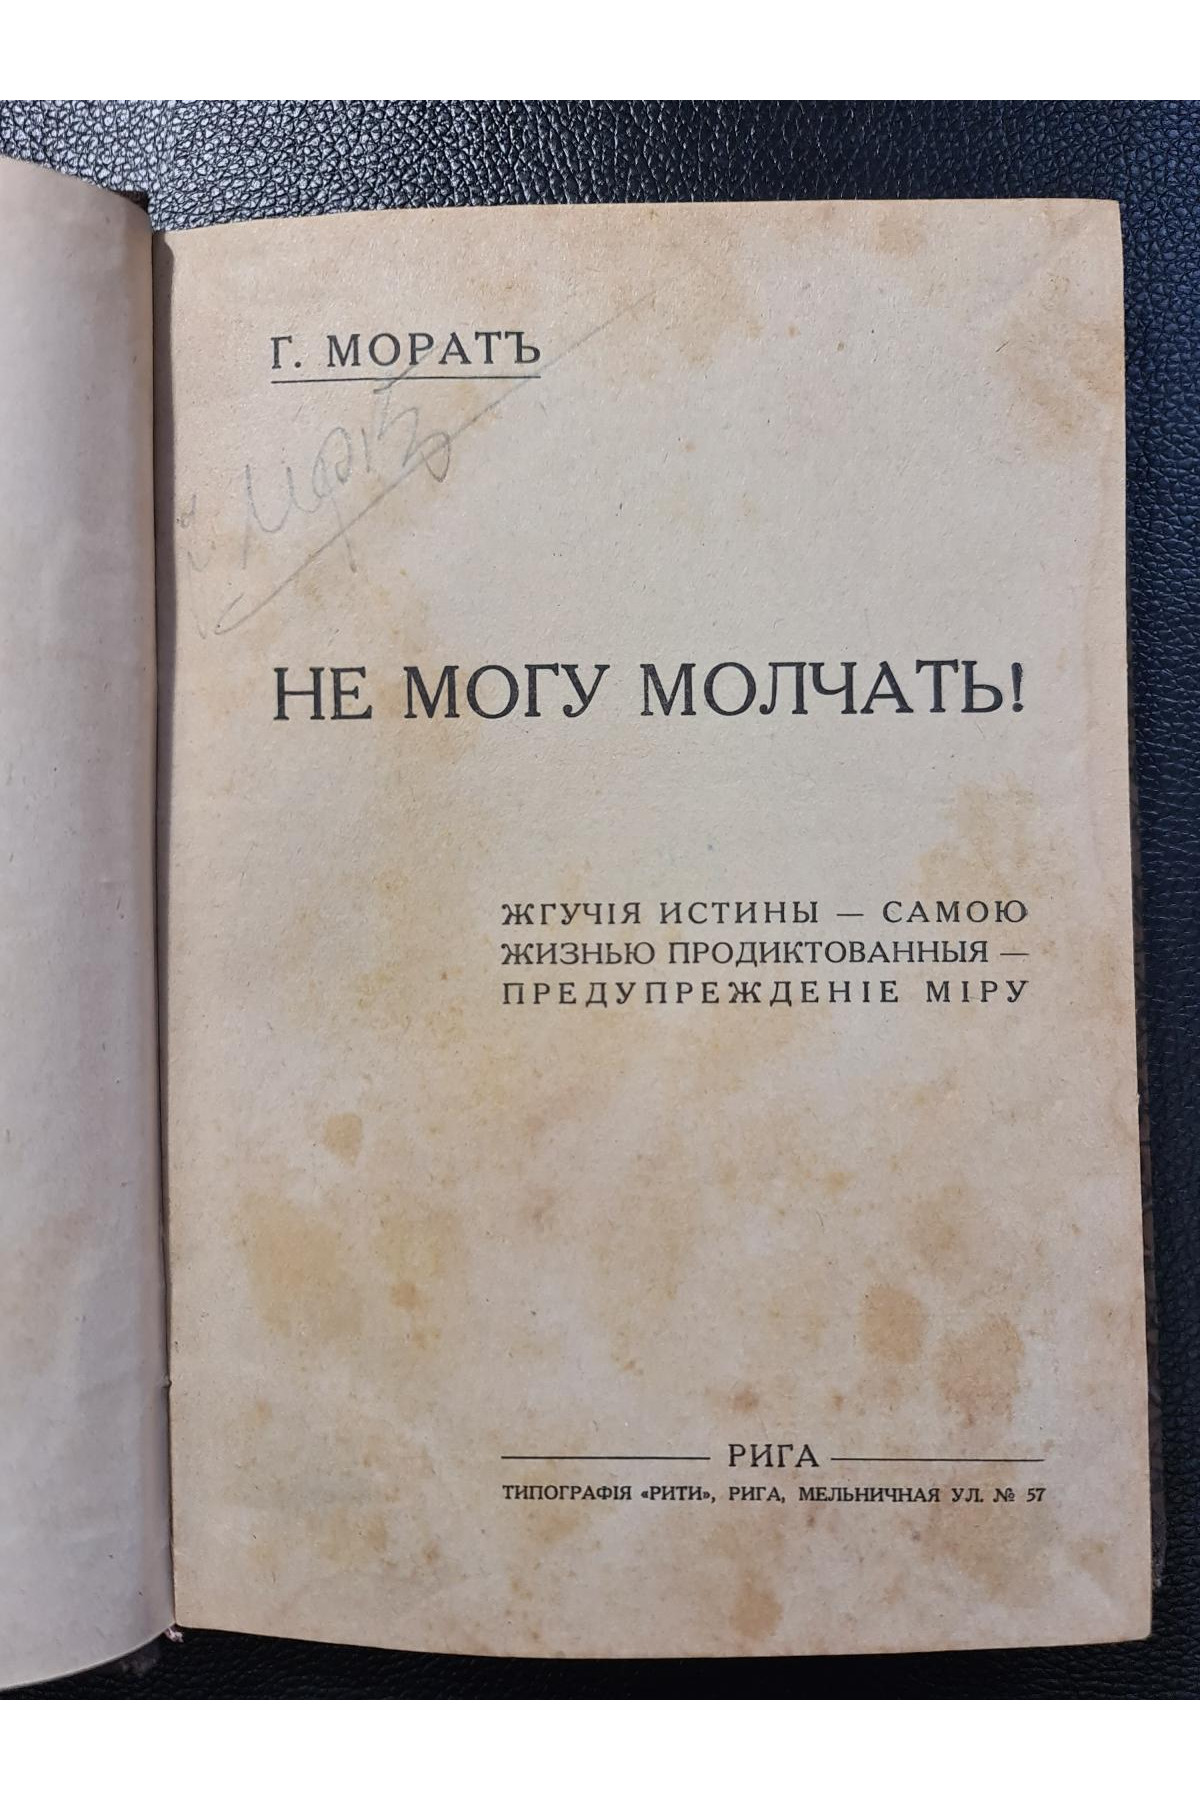 Г. МОРАТЪ
НЕ МОГУ МОЛЧАТЬ!
ЖГУЧІЯ ИСТИНЫ — САМОЮ
ЖИЗНЬЮ ПРОДИКТОВАННЫЯ —
ПРЕДУПРЕЖДЕНІЕ МІРУ
РИГА
ТИПОГРАФІЯ «РИТИ», РИГА, МЕЛЬНИЧНАЯ УЛ. № 57